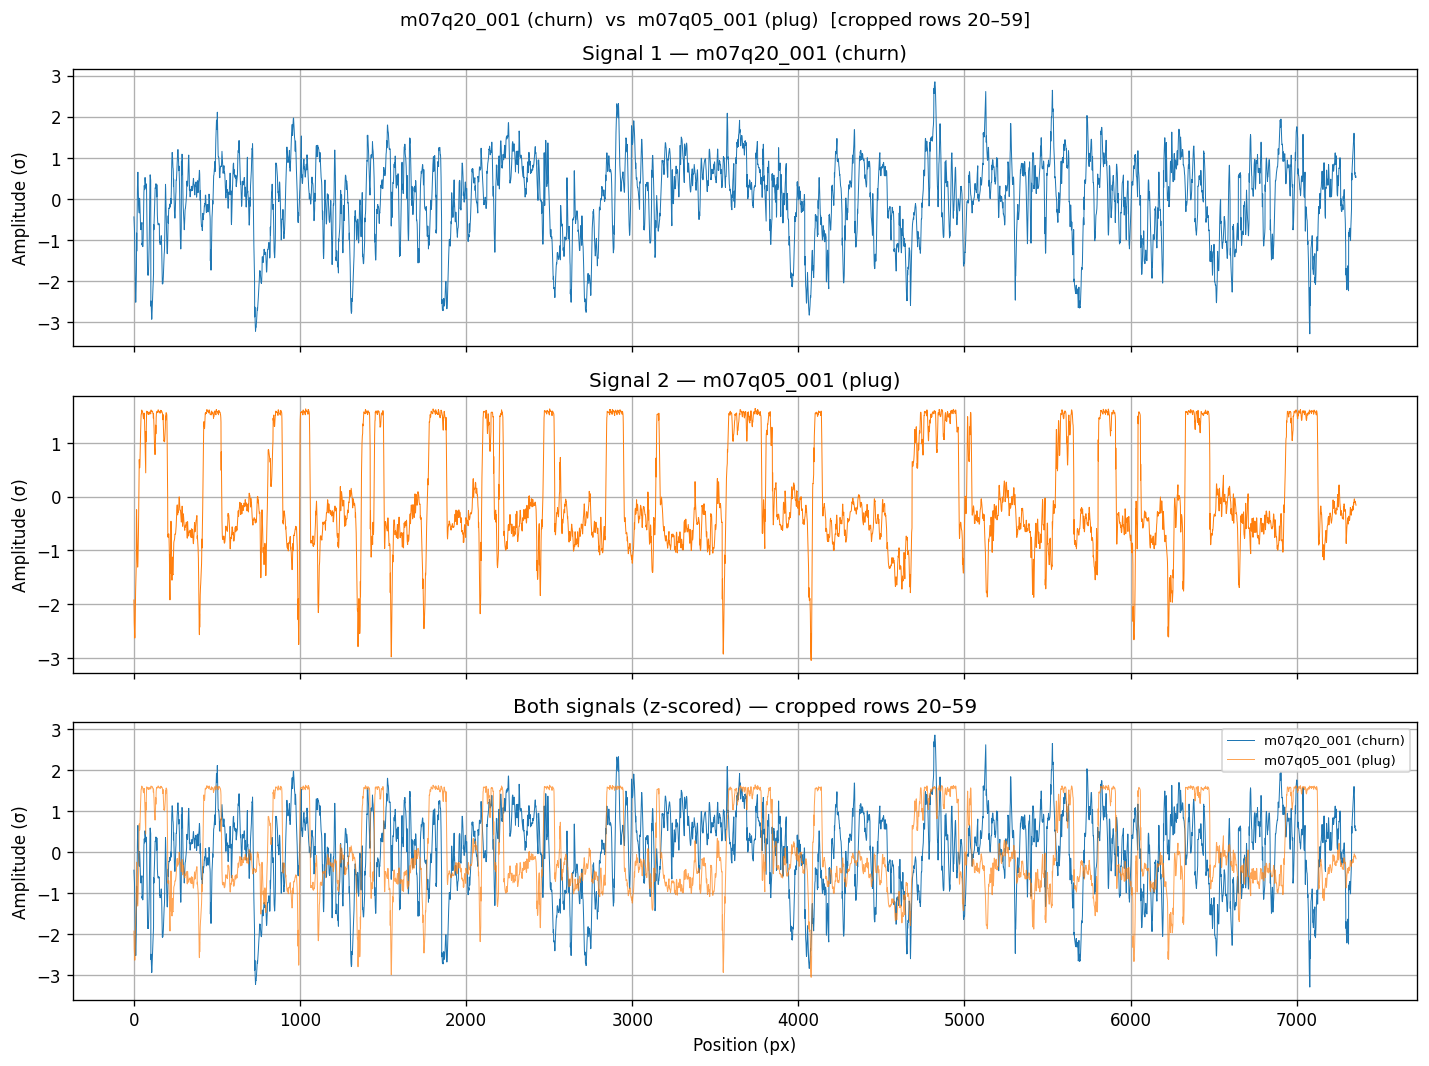 m07q20_001 (churn)  vs  m07q05_001 (plug)  [cropped rows 20–59]
Signal 1 — m07q20_001 (churn)
3
2
1
0
−1
−2
−3
Amplitude (σ)
Signal 2 — m07q05_001 (plug)
1
0
−1
−2
−3
Amplitude (σ)
Both signals (z-scored) — cropped rows 20–59
3
2
1
0
−1
−2
−3
Amplitude (σ)
m07q20_001 (churn)
m07q05_001 (plug)
0 1000 2000 3000 4000 5000 6000 7000
Position (px)